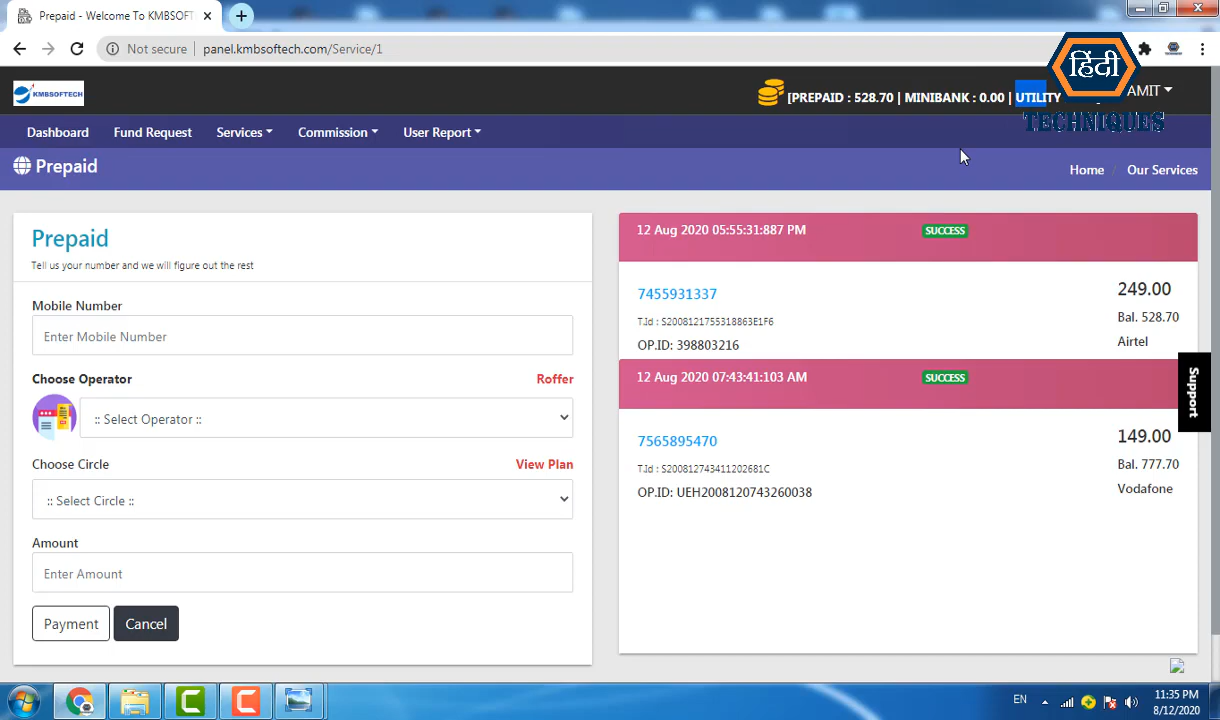 Prepaid - Welcome To KMBSOFT
Not secure | panel.kmbsoftech.com/Service/1
KMBSOFTECH
[PREPAID : 528.70 | MINIBANK : 0.00 | UTILITY
AMIT
हिंदी
TECHNIQUES
Dashboard Fund Request Services Commission User Report
Prepaid
Home / Our Services
Prepaid
Tell us your number and we will figure out the rest
Mobile Number
Enter Mobile Number
Choose Operator Roffer
:: Select Operator ::
Choose Circle View Plan
:: Select Circle ::
Amount
Enter Amount
Payment Cancel
12 Aug 2020 05:55:31:887 PM SUCCESS
7455931337 249.00
T.Id : S2008121755318863E1F6 Bal. 528.70
OP.ID: 398803216 Airtel
12 Aug 2020 07:43:41:103 AM SUCCESS
7565895470 149.00
T.Id : S200812743411202681C Bal. 777.70
OP.ID: UEH2008120743260038 Vodafone
Support
EN
11:35 PM
8/12/2020